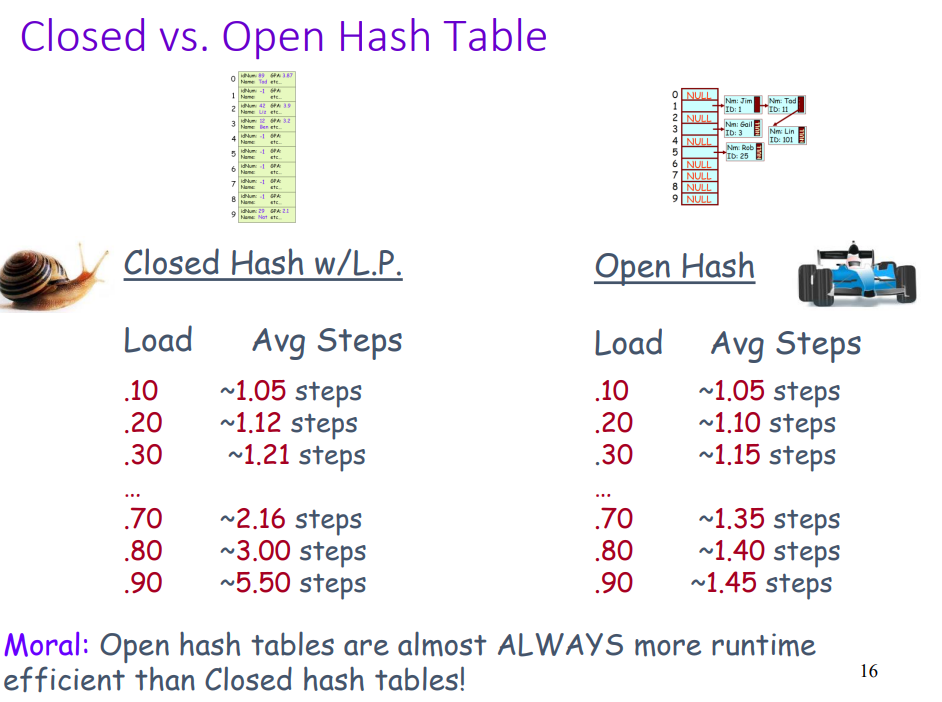 Closed vs. Open Hash Table
0 idNum: 89 GPA: 3.87
Name: Tad etc...
1 idNum: -1 GPA:
Name: etc...
2 idNum: 42 GPA: 3.9
Name: Liz etc...
3 idNum: 12 GPA: 3.2
Name: Ben etc...
4 idNum: -1 GPA:
Name: etc...
5 idNum: -1 GPA:
Name: etc...
6 idNum: -1 GPA:
Name: etc...
7 idNum: -1 GPA:
Name: etc...
8 idNum: -1 GPA:
Name: etc...
9 idNum: 29 GPA: 2.1
Name: Nat etc...
0 NULL
1 Nm: Jim Nm: Tad
ID: 1 ID: 11
2 NULL
3 Nm: Gail NULL Nm: Lin NULL
ID: 3 ID: 101
4 NULL
5 Nm: Rob NULL
ID: 25
6 NULL
7 NULL
8 NULL
9 NULL
Closed Hash w/L.P.
Load Avg Steps
.10 ~1.05 steps
.20 ~1.12 steps
.30 ~1.21 steps
...
.70 ~2.16 steps
.80 ~3.00 steps
.90 ~5.50 steps
Open Hash
Load Avg Steps
.10 ~1.05 steps
.20 ~1.10 steps
.30 ~1.15 steps
...
.70 ~1.35 steps
.80 ~1.40 steps
.90 ~1.45 steps
Moral: Open hash tables are almost ALWAYS more runtime
efficient than Closed hash tables!
16